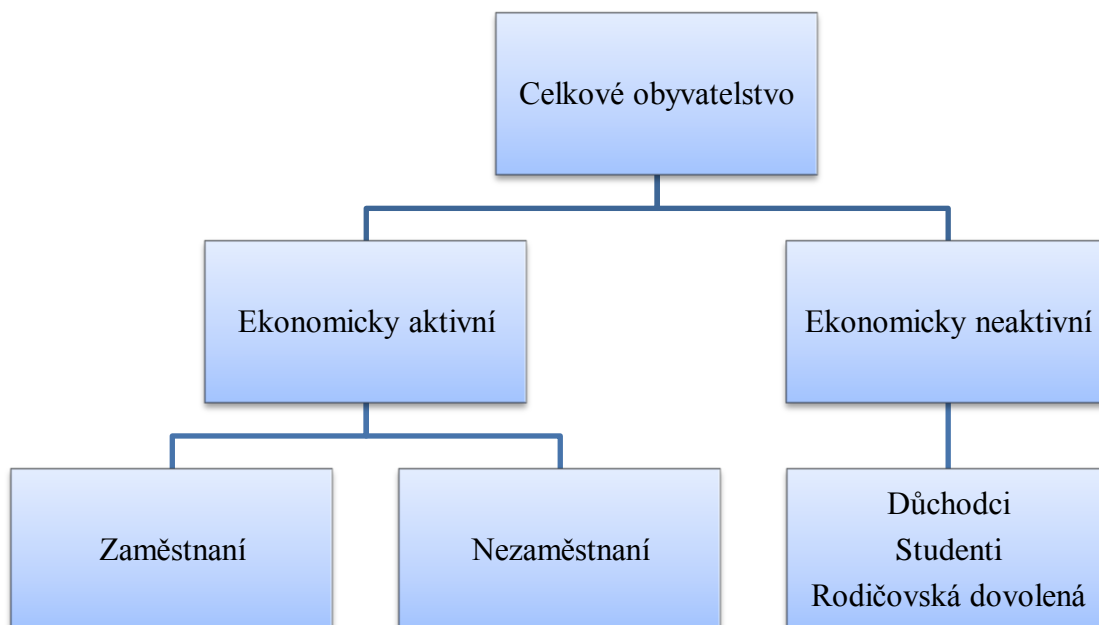 Celkové obyvatelstvo
Ekonomicky aktivní
Ekonomicky neaktivní
Zaměstnaní
Nezaměstnaní
Důchodci
Studenti
Rodičovská dovolená